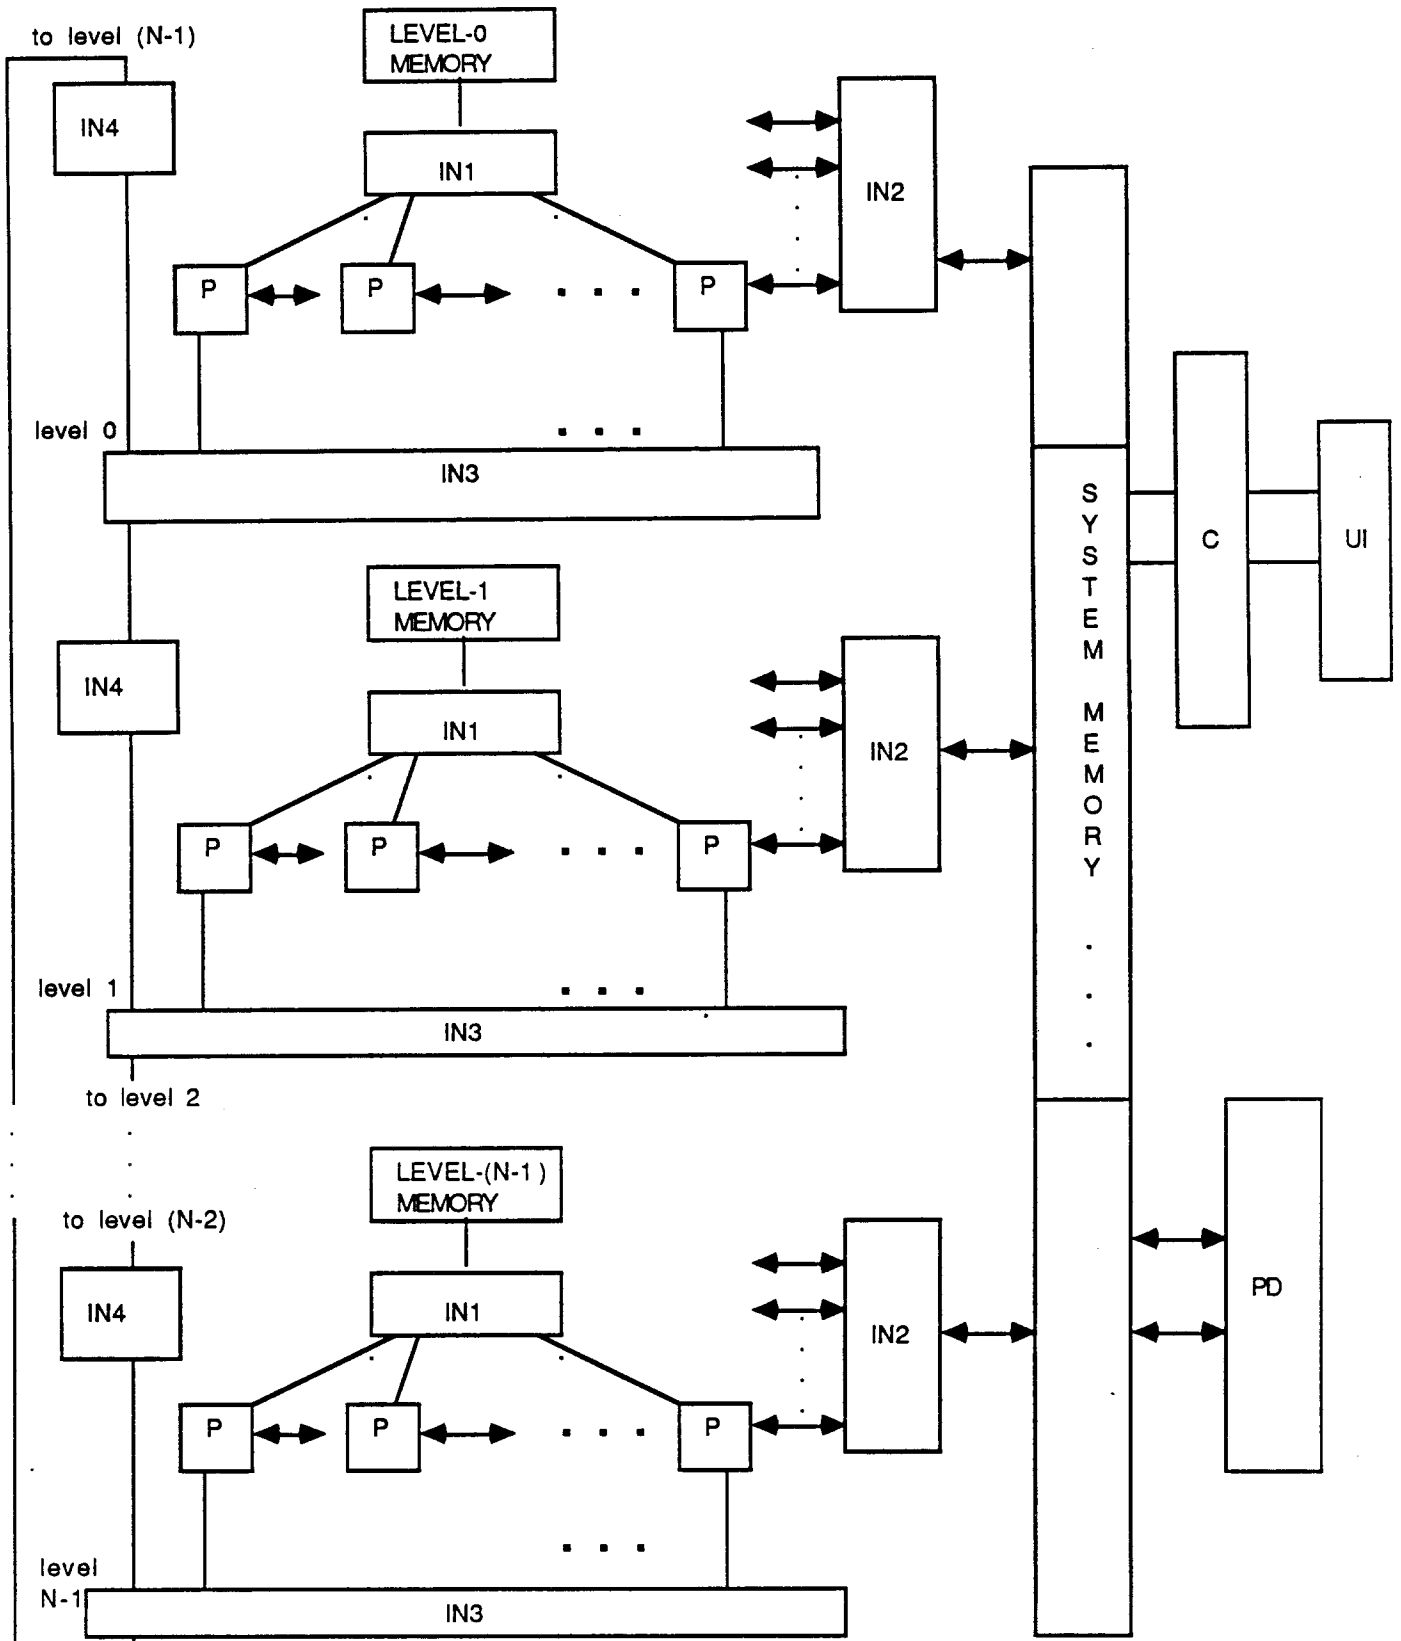 to level (N-1)
LEVEL-0
MEMORY
IN4
IN1
IN2
P
P
P
level 0
IN3
SYSTEM MEMORY
C
UI
LEVEL-1
MEMORY
IN4
IN1
IN2
P
P
P
level 1
IN3
to level 2
LEVEL-(N-1)
MEMORY
to level (N-2)
IN4
IN1
IN2
PD
P
P
P
level
N-1
IN3